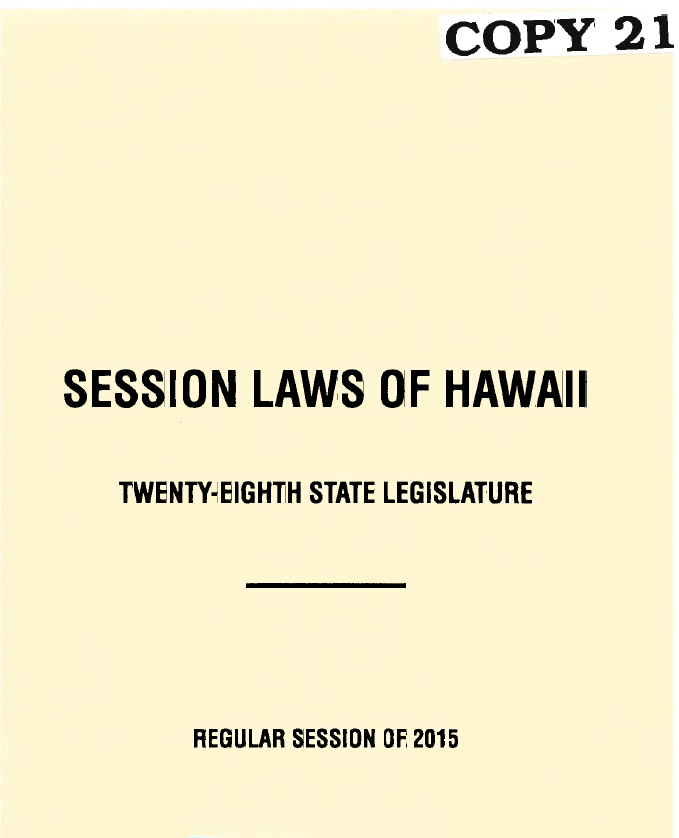 COPY 21
SESSION LAWS OF HAWAII
TWENTY-EIGHTH STATE LEGISLATURE
REGULAR SESSION OF 2015